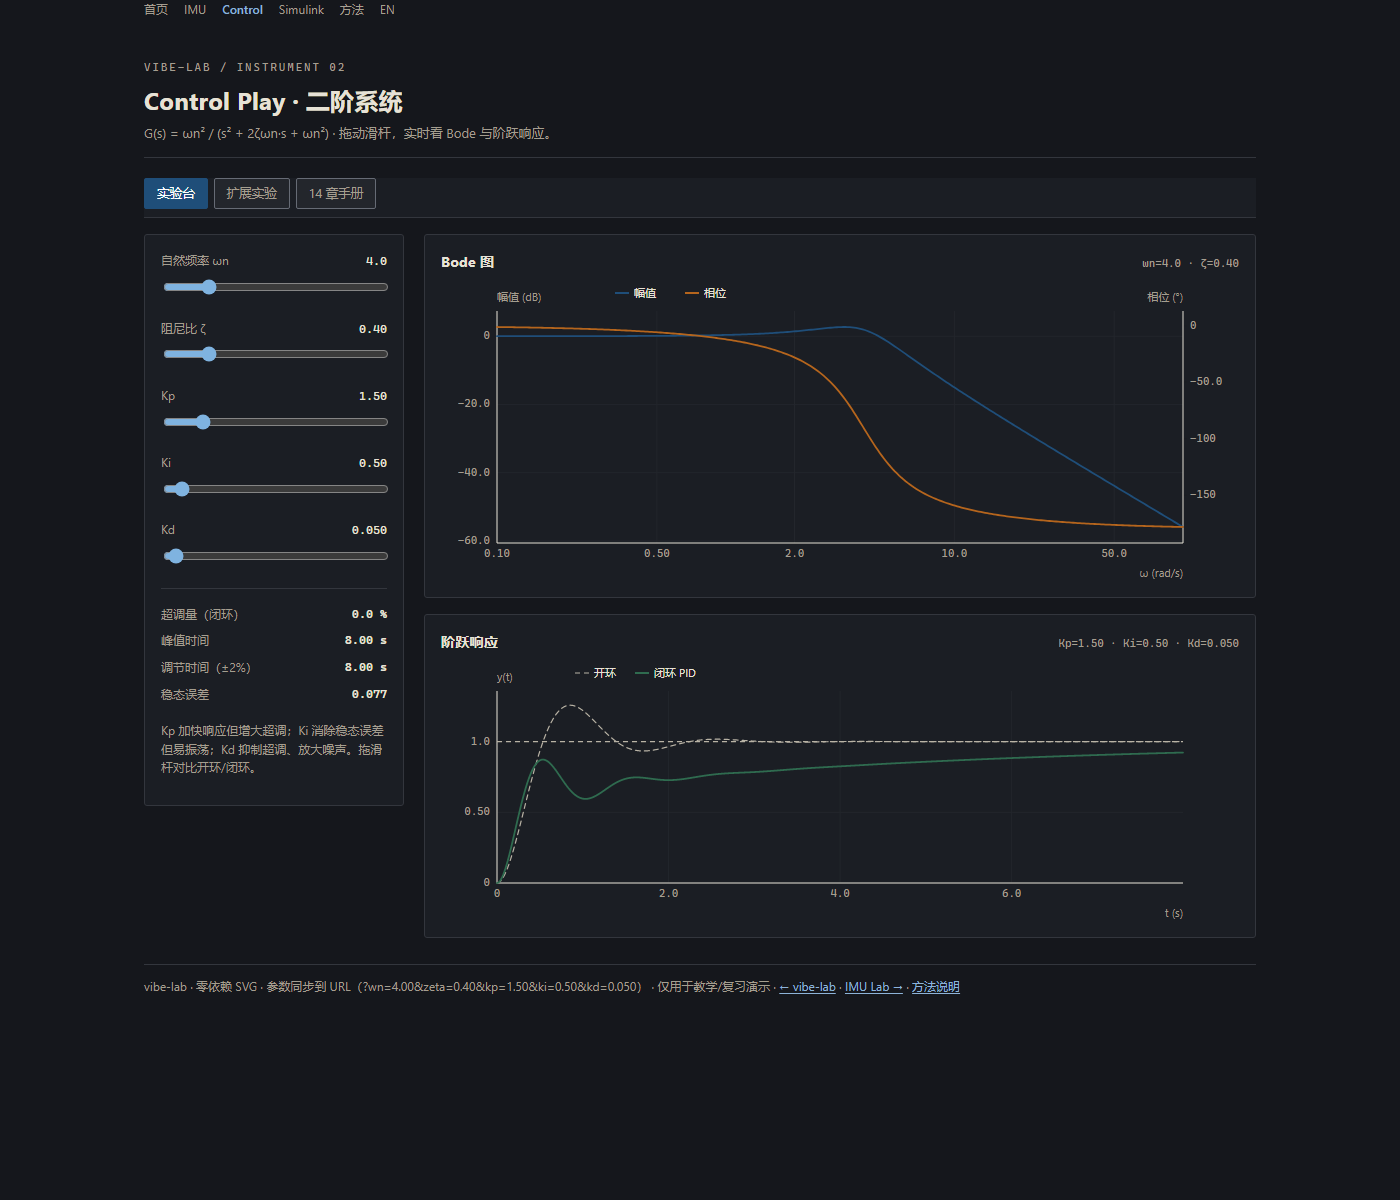 首页 IMU Control Simulink 方法 EN
VIBE-LAB / INSTRUMENT 02
Control Play · 二阶系统
G(s) = ωn² / (s² + 2ζωn·s + ωn²) · 拖动滑杆，实时看 Bode 与阶跃响应。
实验台 扩展实验 14 章手册
自然频率 ωn 4.0
阻尼比 ζ 0.40
Kp 1.50
Ki 0.50
Kd 0.050
超调量（闭环） 0.0 %
峰值时间 8.00 s
调节时间（±2%） 8.00 s
稳态误差 0.077
Kp 加快响应但增大超调；Ki 消除稳态误差
但易振荡；Kd 抑制超调、放大噪声。拖滑
杆对比开环/闭环。
Bode 图 ωn=4.0 · ζ=0.40
幅值 (dB) 幅值 相位 相位 (°)
0
−20.0
−40.0
−60.0
0
−50.0
−100
−150
0.10 0.50 2.0 10.0 50.0
ω (rad/s)
阶跃响应 Kp=1.50 · Ki=0.50 · Kd=0.050
y(t) 开环 闭环 PID
1.0
0.50
0
0 2.0 4.0 6.0
t (s)
vibe-lab · 零依赖 SVG · 参数同步到 URL（?wn=4.00&zeta=0.40&kp=1.50&ki=0.50&kd=0.050） · 仅用于教学/复习演示 · ← vibe-lab · IMU Lab → · 方法说明